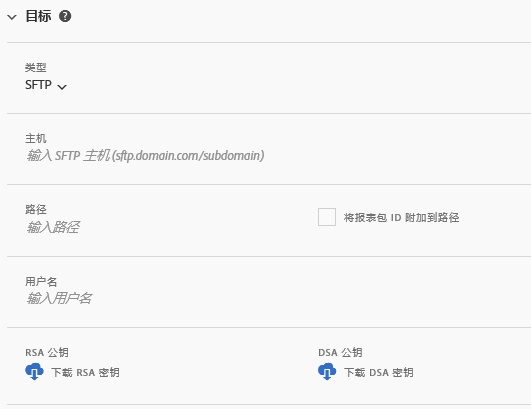 目标 ?
类型
SFTP
主机
输入 SFTP 主机 (sftp.domain.com/subdomain)
路径
输入路径
将报表包 ID 附加到路径
用户名
输入用户名
RSA 公钥
DSA 公钥
下载 RSA 密钥
下载 DSA 密钥